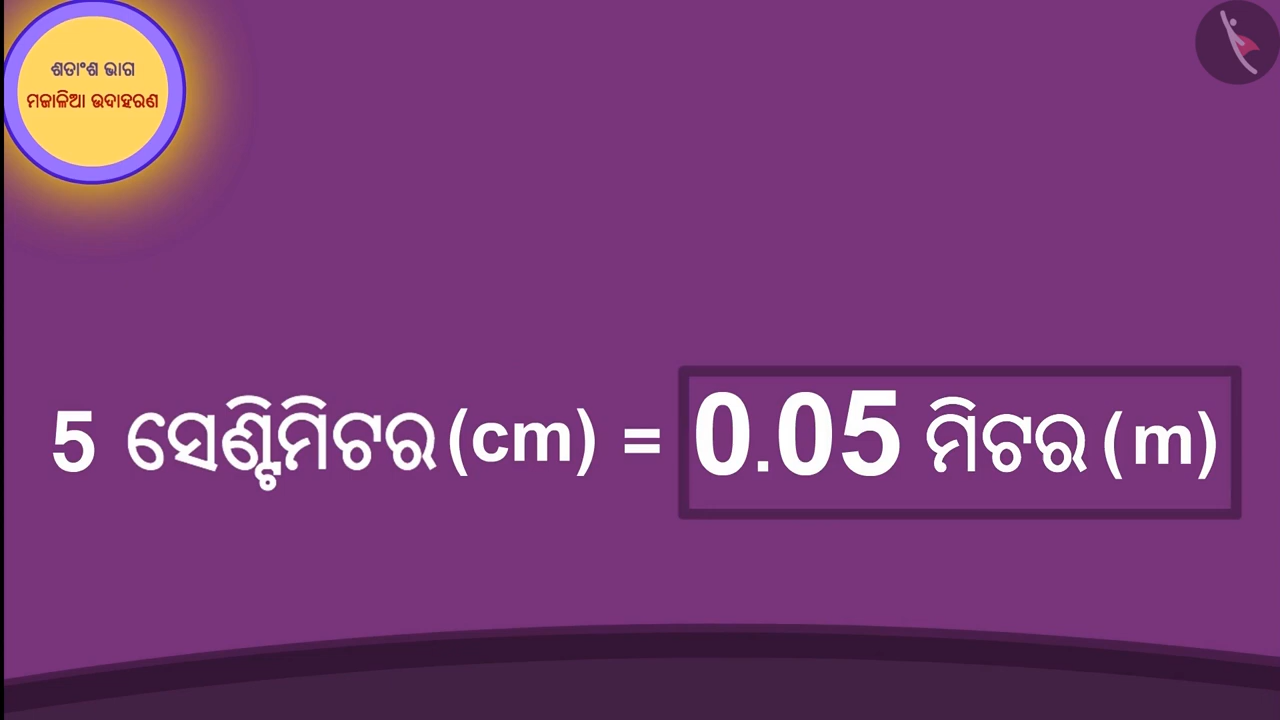 ଶତାଂଶ ଭାଗ
ମଜାଳିଆ ଉଦାହରଣ
5 ସେଣ୍ଟିମିଟର (cm) = 0.05 ମିଟର (m)